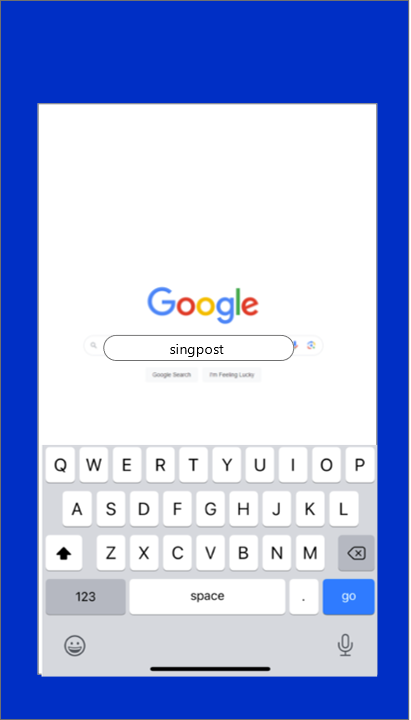 Google
singpost
Google Search I'm Feeling Lucky
Q W E R T Y U I O P
A S D F G H J K L
Z X C V B N M
123 space . go